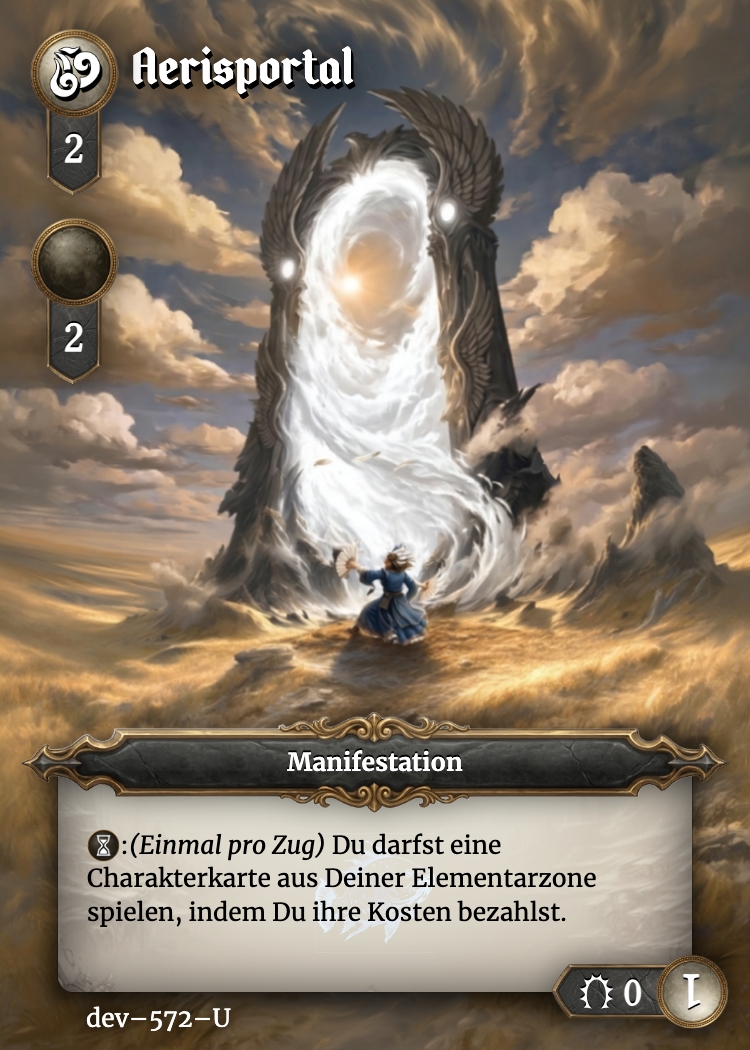 Aerisportal
2
2
Manifestation
:(Einmal pro Zug) Du darfst eine
Charakterkarte aus Deiner Elementarzone
spielen, indem Du ihre Kosten bezahlst.
0
1
dev–572–U